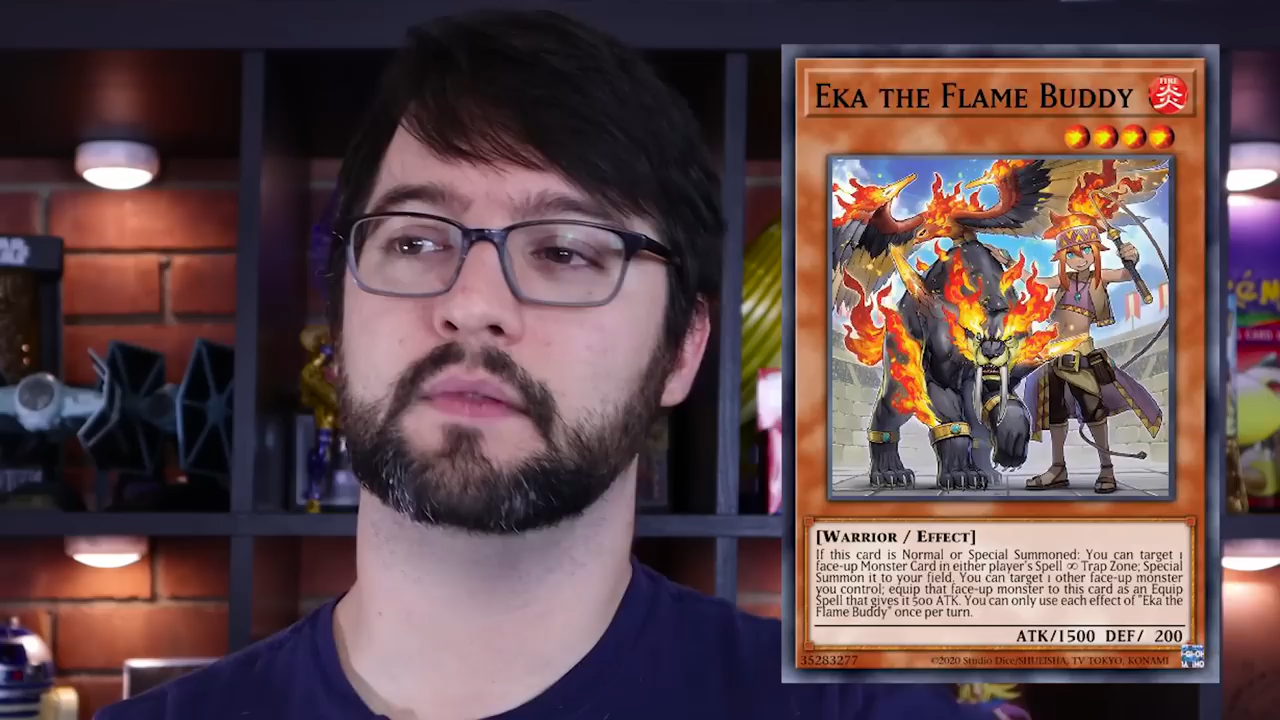 EKA THE FLAME BUDDY
FIRE
炎
[WARRIOR / EFFECT]
If this card is Normal or Special Summoned: You can target 1
face-up Monster Card in either player's Spell & Trap Zone; Special
Summon it to your field. You can target 1 other face-up monster
you control; equip that face-up monster to this card as an Equip
Spell that gives it 500 ATK. You can only use each effect of "Eka the
Flame Buddy" once per turn.
ATK/1500 DEF/ 200
35283277
©2020 Studio Dice/SHUEISHA, TV TOKYO, KONAMI